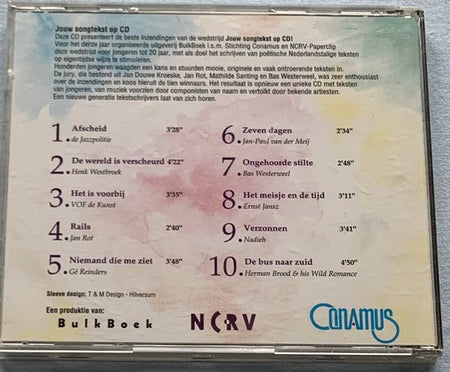 Jouw songtekst op CD
Deze CD presenteert de beste inzendingen van de wedstrijd Jouw songtekst op CD!
Voor het derde jaar organiseerde uitgeverij BulkBoek i.s.m. Stichting Conamus en NCRV-Paperclip
deze wedstrijd voor jongeren tot 20 jaar, met als doel het schrijven van poëtische Nederlandstalige teksten
op eigentijdse wijze te stimuleren.
Honderden jongeren waagden een kans en stuurden mooie, originele en vaak ontroerende teksten in.
De jury, die bestond uit Jan Douwe Kroeske, Jan Rot, Mathilde Santing en Bas Westerweel, was zeer enthousiast
over de inzendingen en koos hieruit de tien winnaars. Het resultaat is opnieuw een unieke CD met teksten
van jongeren, van muziek voorzien door componisten van naam en vertolkt door bekende artiesten.
Een nieuwe generatie tekstschrijvers laat van zich horen.
1. Afscheid 3'28"
de Jazzpolitie
2. De wereld is verscheurd 4'22"
Henk Westbroek
3. Het is voorbij 3'35"
VOF de Kunst
4. Rails 2'40"
Jan Rot
5. Niemand die me ziet 3'48"
Gé Reinders
6. Zeven dagen 2'34"
Jan-Paul van der Meij
7. Ongehoorde stilte 2'48"
Bas Westerweel
8. Het meisje en de tijd 3'11"
Ernst Jansz
9. Verzonnen 3'41"
Nadieh
10. De bus naar zuid 4'50"
Herman Brood & his Wild Romance
Sleeve design: T & M Design - Hilversum
Een produktie van:
BulkBoek NCRV CONAMUS